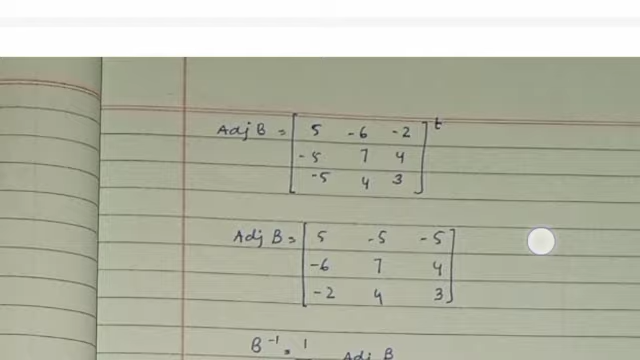 Adj B = [ 5 -6 -2 ]ᵗ
-5 7 4
-5 4 3
Adj B = [ 5 -5 -5 ]
-6 7 4
-2 4 3
B⁻¹ = 1
Adj B